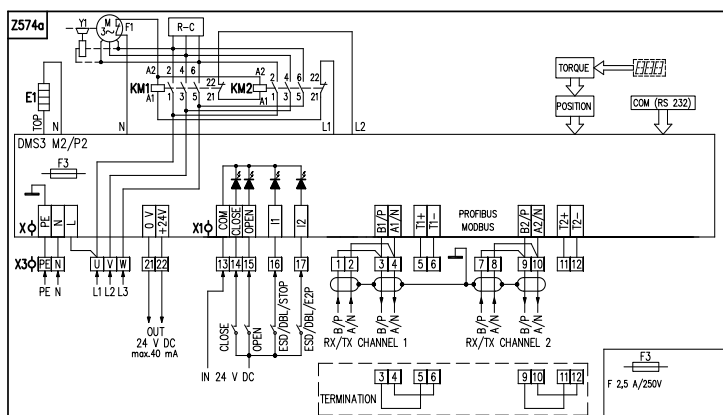 Z574a
Y1
M
3~
F1
R-C
A2 2 4 6 22
KM1
A1 1 3 5 21
A2 2 4 6 22
KM2
A1 1 3 5 21
E1
TOP
N
N
L1
L2
TORQUE
POSITION
COM (RS 232)
DMS3 M2/P2
F3
X
PE
N
L
0 V
+24V
X1
COM
CLOSE
OPEN
I1
I2
B1/P
A1/N
T1+
T1-
PROFIBUS
MODBUS
B2/P
A2/N
T2+
T2-
X3
PE N U V W 21 22 13 14 15 16 17 1 2 3 4 5 6 7 8 9 10 11 12
PE N L1 L2 L3
OUT
24 V DC
max.40 mA
CLOSE
OPEN
ESD/DBL/STOP
ESD/DBL/E2P
IN 24 V DC
B/P
A/N
B/P
A/N
RX/TX CHANNEL 1
B/P
A/N
B/P
A/N
RX/TX CHANNEL 2
TERMINATION
3 4 5 6
9 10 11 12
F3
F 2,5 A/250V